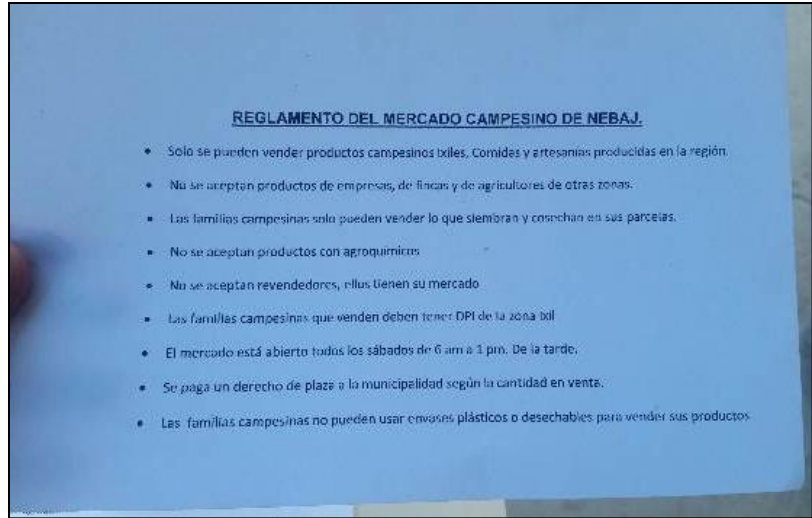 REGLAMENTO DEL MERCADO CAMPESINO DE NEBAJ.
• Solo se pueden vender productos campesinos Ixiles, Comidas y artesanías producidas en la región.
• No se aceptan productos de empresas, de fincas y de agricultores de otras zonas.
• Las familias campesinas solo pueden vender lo que siembran y cosechan en sus parcelas.
• No se aceptan productos con agroquímicos
• No se aceptan revendedores, ellos tienen su mercado
• Las familias campesinas que venden deben tener DPI de la zona Ixil
• El mercado está abierto todos los sábados de 6 am a 1 pm. De la tarde.
• Se paga un derecho de plaza a la municipalidad según la cantidad en venta.
• Las familias campesinas no pueden usar envases plásticos o desechables para vender sus productos